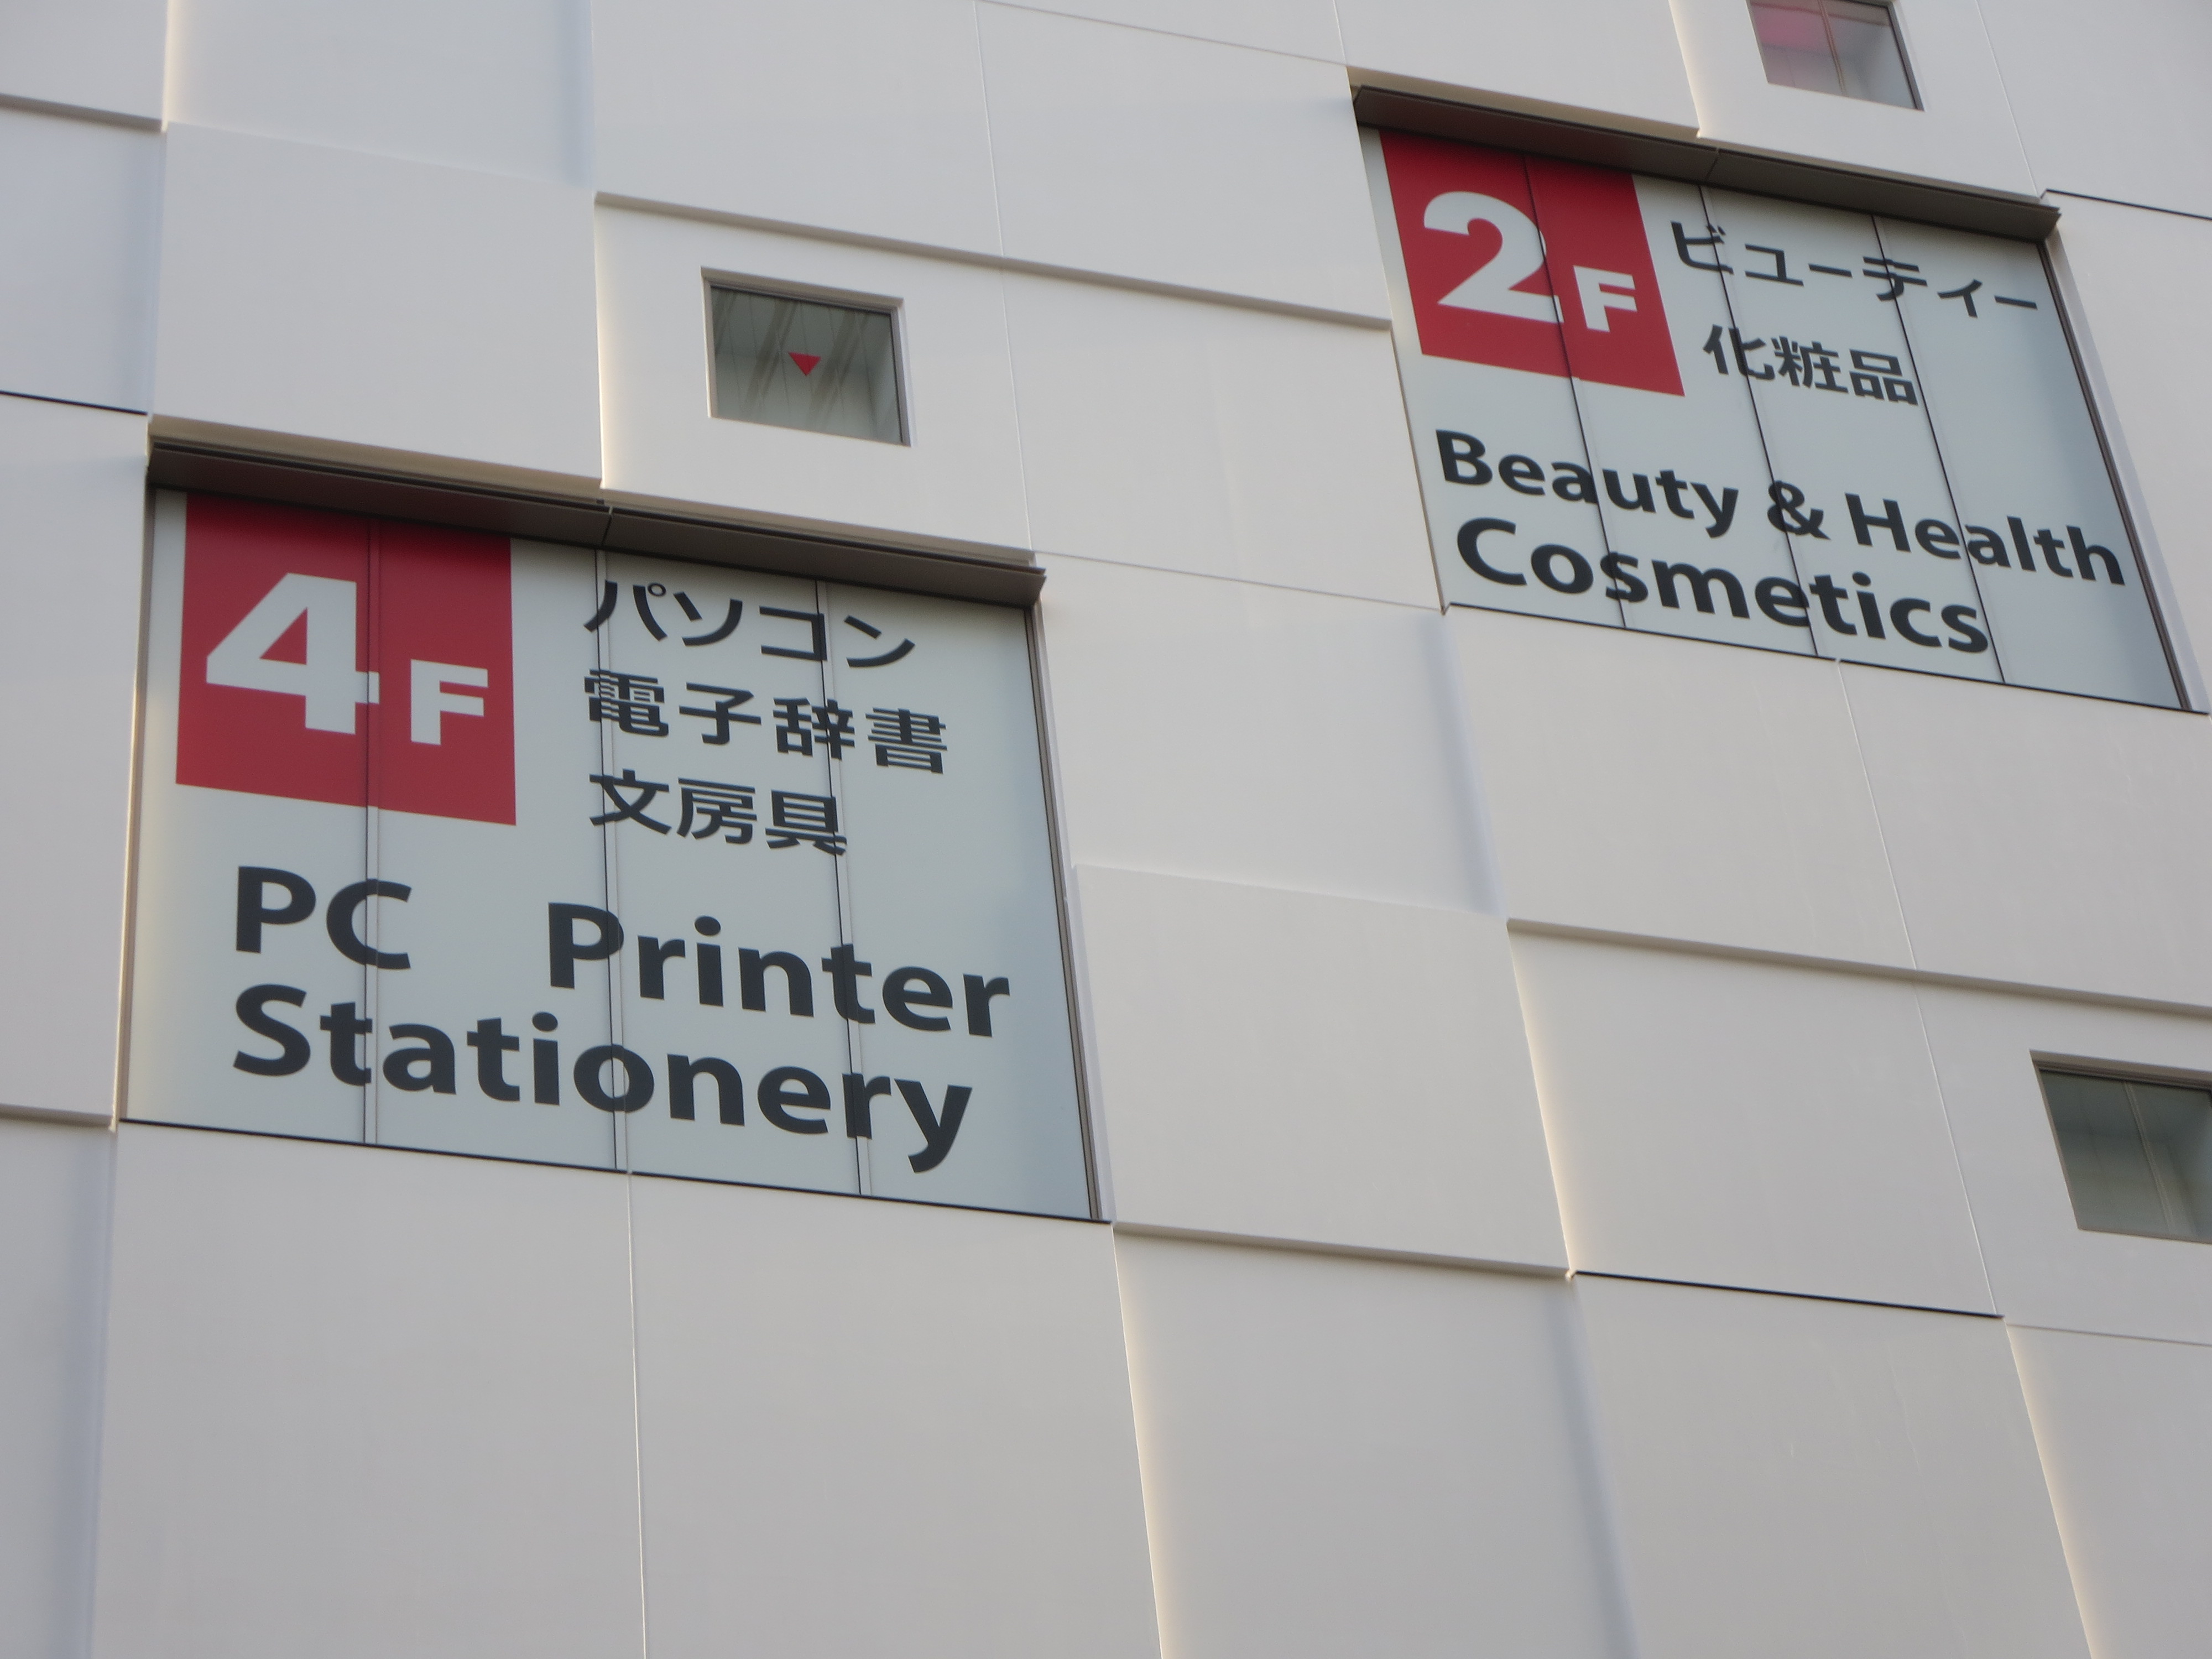 4F
パソコン
電子辞書
文房具
PC Printer
Stationery
2F
ビューティー
化粧品
Beauty & Health
Cosmetics